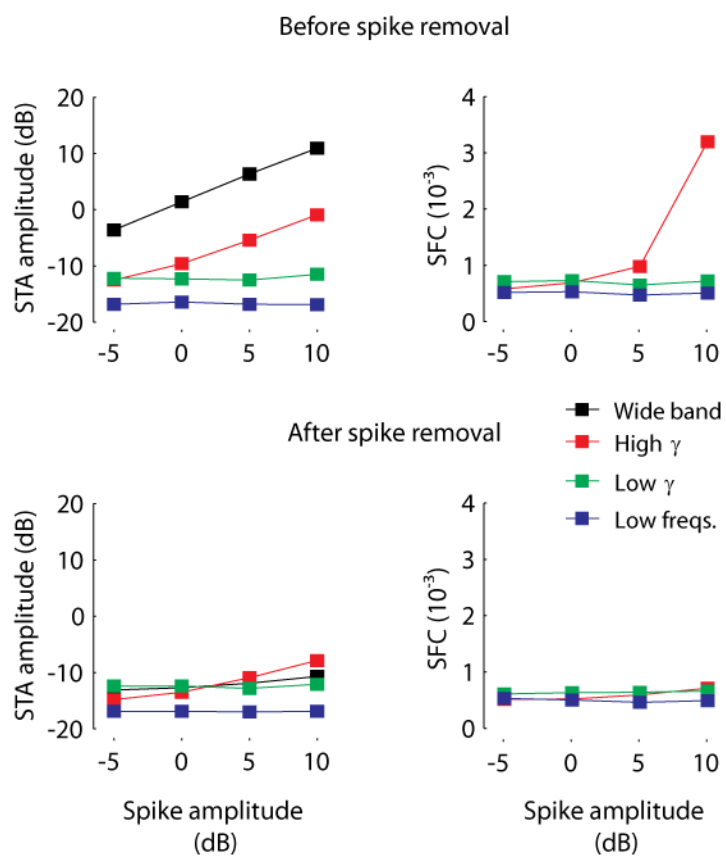 Before spike removal
STA amplitude (dB)
20
10
0
-10
-20
-5 0 5 10
SFC (10-3)
4
3
2
1
0
-5 0 5 10
After spike removal
Wide band
High γ
Low γ
Low freqs.
STA amplitude (dB)
20
10
0
-10
-20
-5 0 5 10
Spike amplitude
(dB)
SFC (10-3)
4
3
2
1
0
-5 0 5 10
Spike amplitude
(dB)